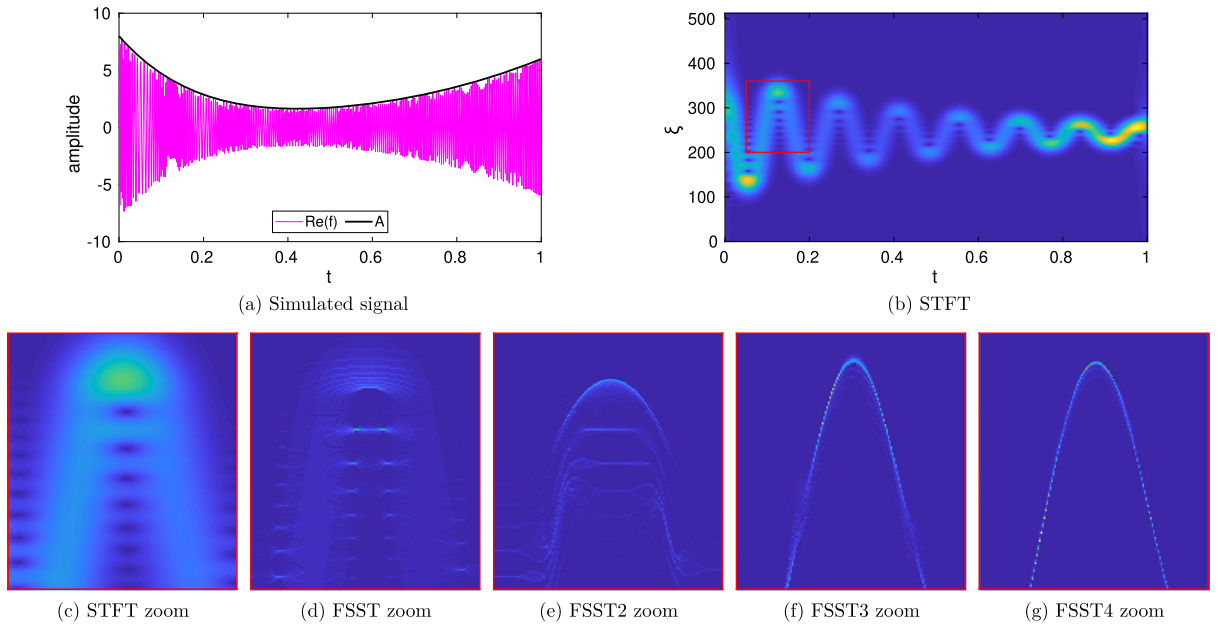 10
5
0
-5
-10
amplitude
Re(f) A
0 0.2 0.4 0.6 0.8 1
t
(a) Simulated signal
500
400
300
200
100
0
ξ
0 0.2 0.4 0.6 0.8 1
t
(b) STFT
(c) STFT zoom
(d) FSST zoom
(e) FSST2 zoom
(f) FSST3 zoom
(g) FSST4 zoom